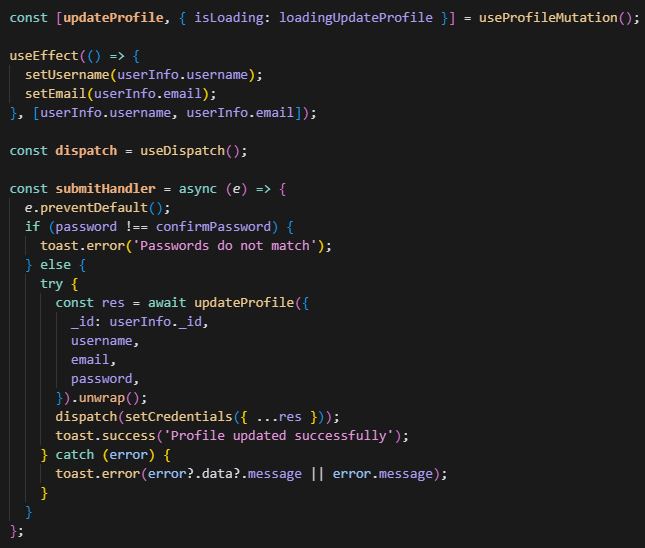 const [updateProfile, { isLoading: loadingUpdateProfile }] = useProfileMutation();

useEffect(() => {
  setUsername(userInfo.username);
  setEmail(userInfo.email);
}, [userInfo.username, userInfo.email]);

const dispatch = useDispatch();

const submitHandler = async (e) => {
  e.preventDefault();
  if (password !== confirmPassword) {
    toast.error('Passwords do not match');
  } else {
    try {
      const res = await updateProfile({
        _id: userInfo._id,
        username,
        email,
        password,
      }).unwrap();
      dispatch(setCredentials({ ...res }));
      toast.success('Profile updated successfully');
    } catch (error) {
      toast.error(error?.data?.message || error.message);
    }
  }
};